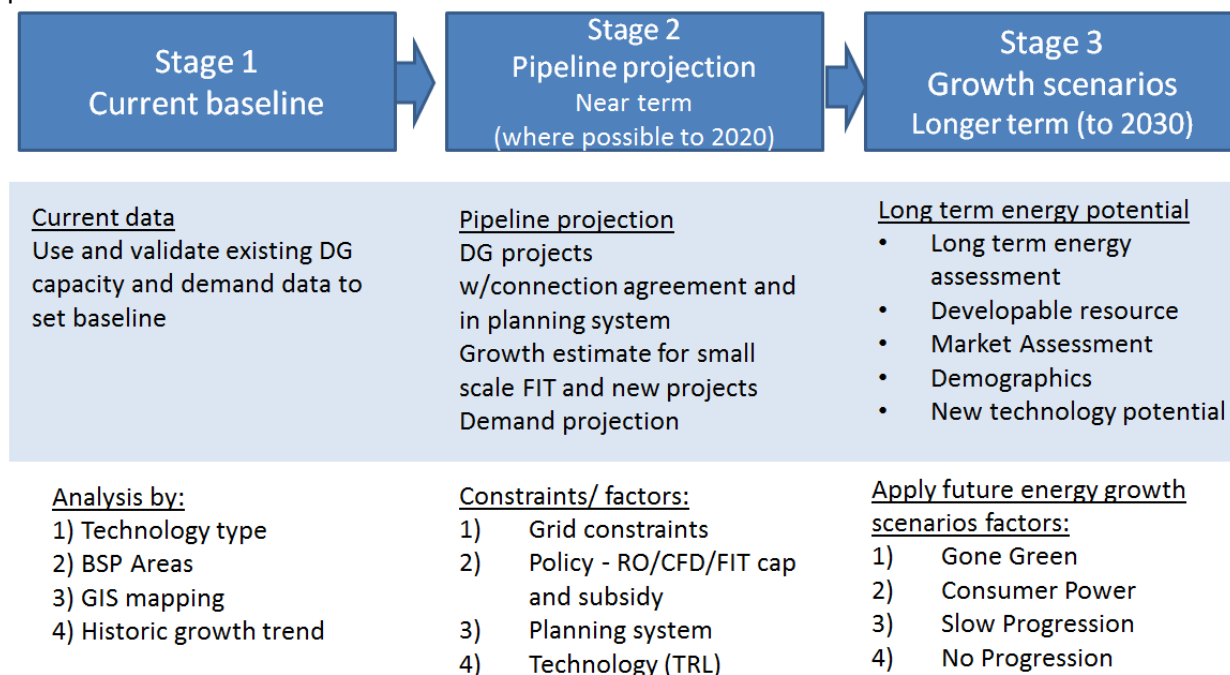 Stage 1
Current baseline
Stage 2
Pipeline projection
Near term
(where possible to 2020)
Stage 3
Growth scenarios
Longer term (to 2030)
Current data
Use and validate existing DG
capacity and demand data to
set baseline
Pipeline projection
DG projects
w/connection agreement and
in planning system
Growth estimate for small
scale FIT and new projects
Demand projection
Long term energy potential
• Long term energy
assessment
• Developable resource
• Market Assessment
• Demographics
• New technology potential
Analysis by:
1) Technology type
2) BSP Areas
3) GIS mapping
4) Historic growth trend
Constraints/ factors:
1) Grid constraints
2) Policy - RO/CFD/FIT cap
and subsidy
3) Planning system
4) Technology (TRL)
Apply future energy growth
scenarios factors:
1) Gone Green
2) Consumer Power
3) Slow Progression
4) No Progression